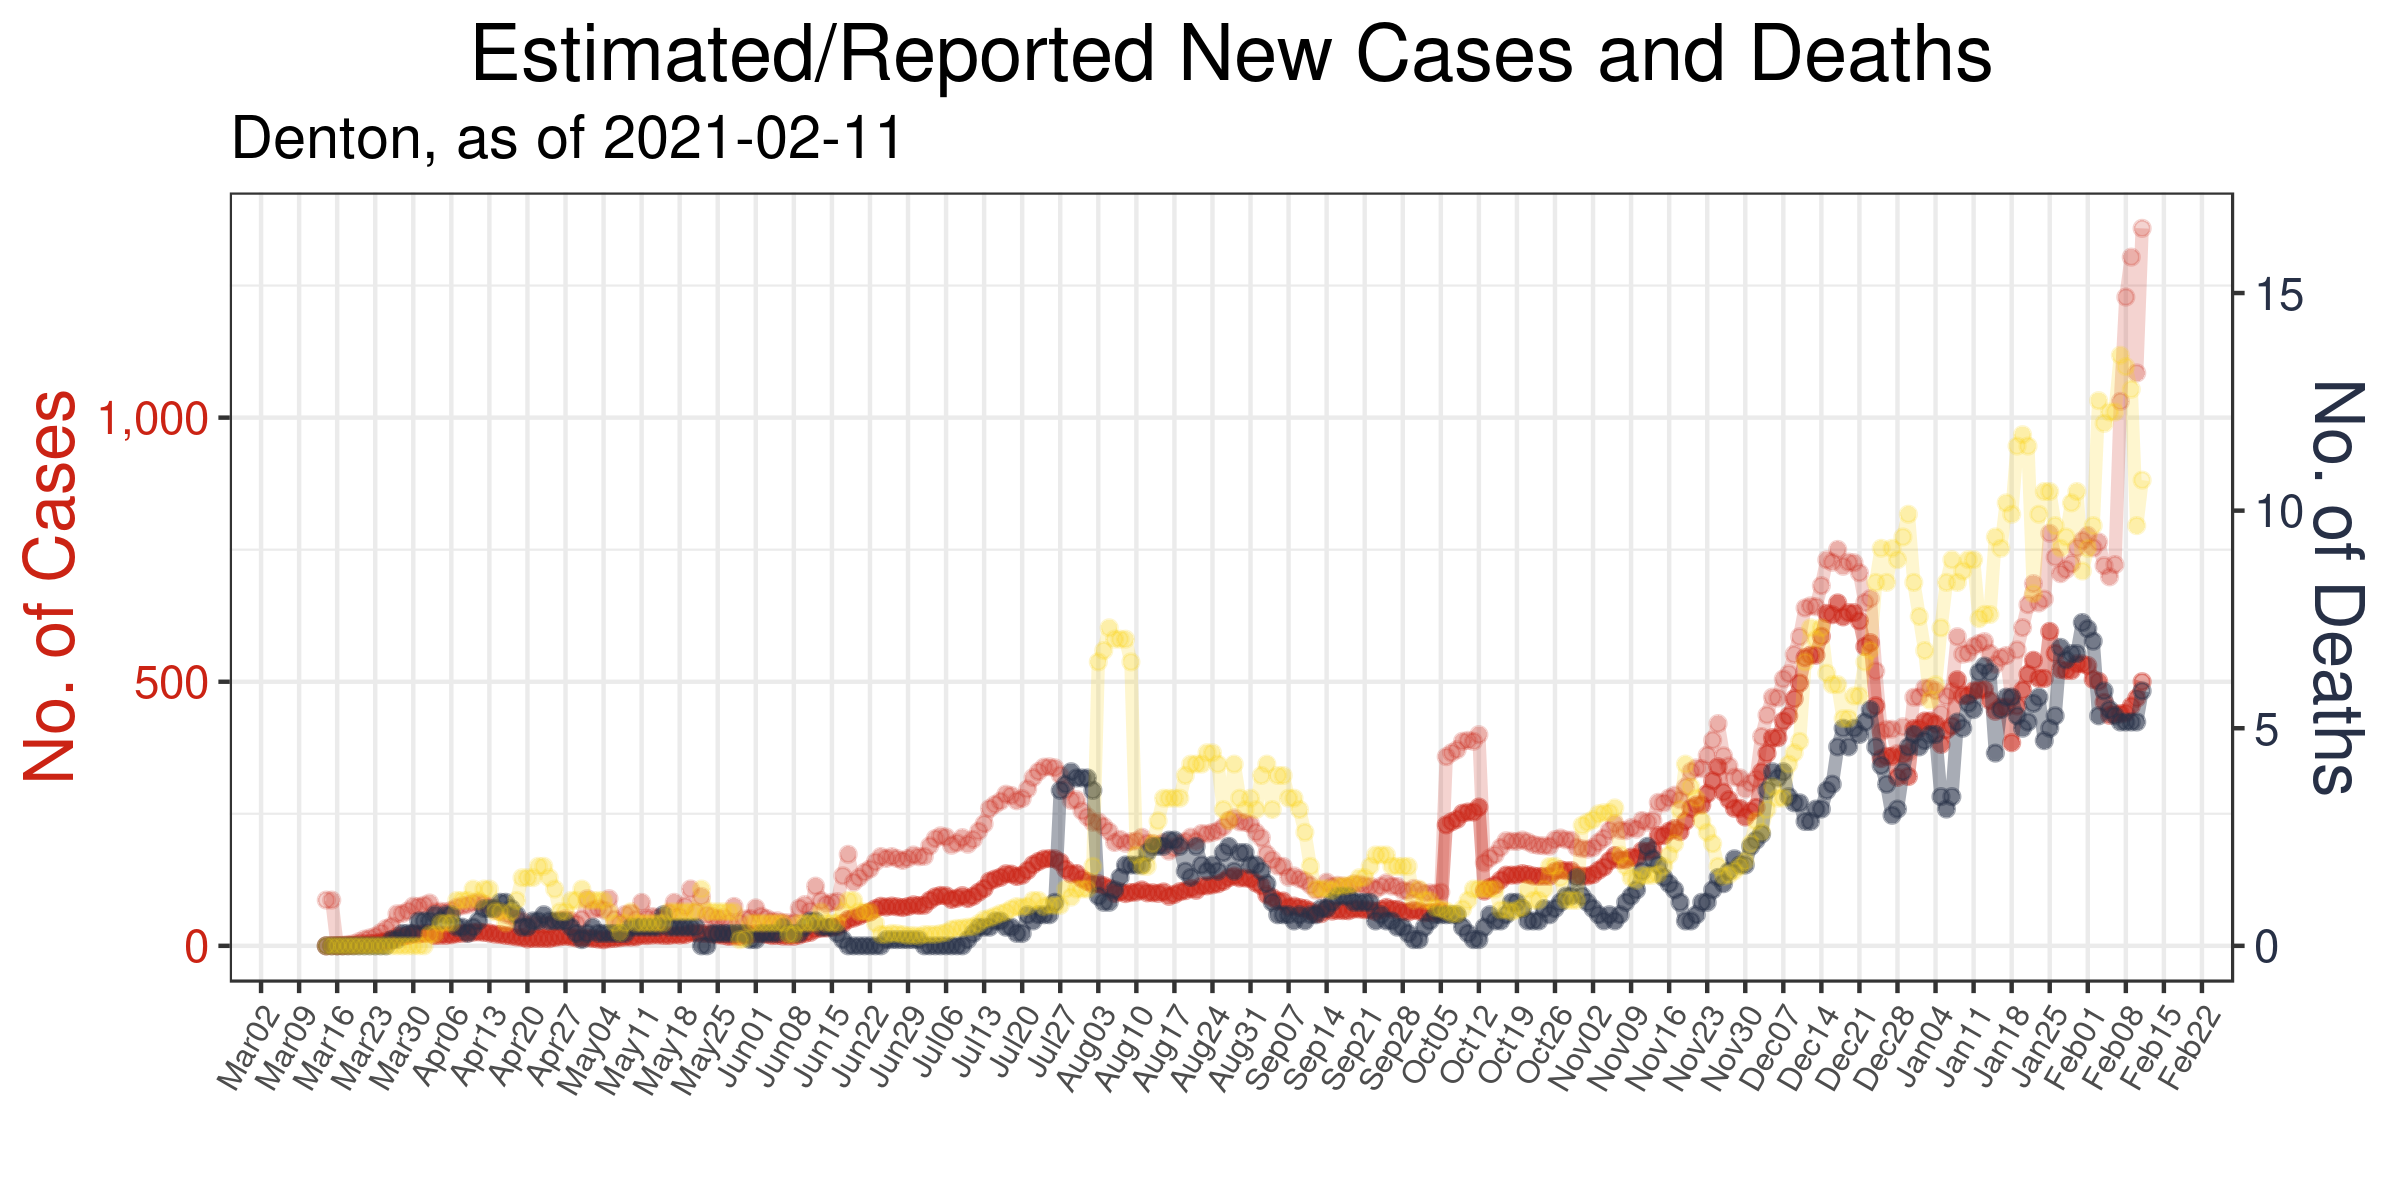 Estimated/Reported New Cases and Deaths
Denton, as of 2021-02-11
No. of Cases
1,000
500
0
15
10
5
0
No. of Deaths
Mar02 Mar09 Mar16 Mar23 Mar30 Apr06 Apr13 Apr20 Apr27 May04 May11 May18 May25 Jun01 Jun08 Jun15 Jun22 Jun29 Jul06 Jul13 Jul20 Jul27 Aug03 Aug10 Aug17 Aug24 Aug31 Sep07 Sep14 Sep21 Sep28 Oct05 Oct12 Oct19 Oct26 Nov02 Nov09 Nov16 Nov23 Nov30 Dec07 Dec14 Dec21 Dec28 Jan04 Jan11 Jan18 Jan25 Feb01 Feb08 Feb15 Feb22